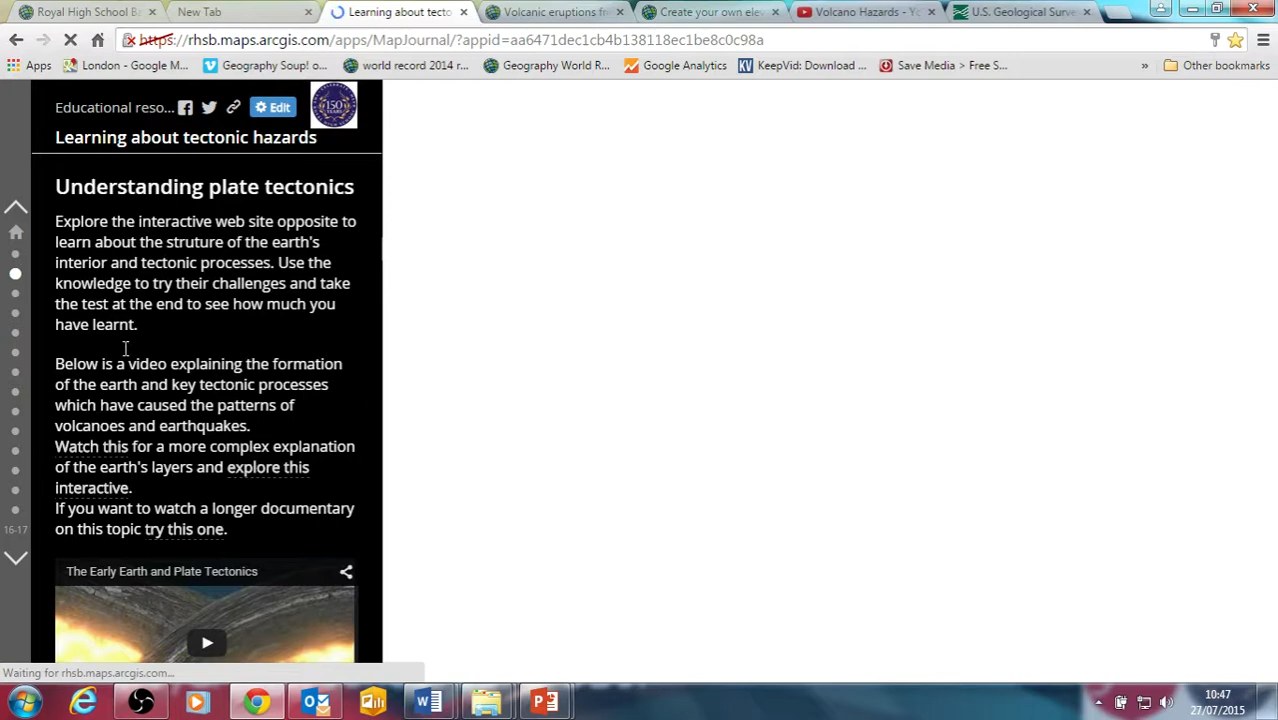 Royal High School Ba
New Tab
Learning about tecto
Volcanic eruptions fr
Create your own elev
Volcano Hazards - Yo
U.S. Geological Surve
https://rhsb.maps.arcgis.com/apps/MapJournal/?appid=aa6471dec1cb4b138118ec1be8c0c98a
Apps
London - Google M...
Geography Soup! o...
world record 2014 r...
Geography World R...
Google Analytics
KeepVid: Download ...
Save Media > Free S...
»
Other bookmarks
Educational reso...
Edit
150
YEARS
Learning about tectonic hazards
Understanding plate tectonics
Explore the interactive web site opposite to
learn about the struture of the earth's
interior and tectonic processes. Use the
knowledge to try their challenges and take
the test at the end to see how much you
have learnt.
Below is a video explaining the formation
of the earth and key tectonic processes
which have caused the patterns of
volcanoes and earthquakes.
Watch this for a more complex explanation
of the earth's layers and explore this
interactive.
If you want to watch a longer documentary
on this topic try this one.
16-17
The Early Earth and Plate Tectonics
Waiting for rhsb.maps.arcgis.com...
10:47
27/07/2015